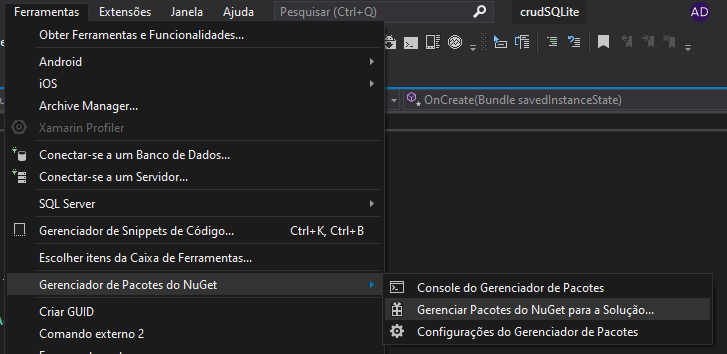 Ferramentas Extensões Janela Ajuda Pesquisar (Ctrl+Q) crudSQLite AD
Obter Ferramentas e Funcionalidades...
Android
iOS
OnCreate(Bundle savedInstanceState)
Archive Manager...
Xamarin Profiler
Conectar-se a um Banco de Dados...
Conectar-se a um Servidor...
SQL Server
Gerenciador de Snippets de Código... Ctrl+K, Ctrl+B
Escolher itens da Caixa de Ferramentas...
Gerenciador de Pacotes do NuGet
Console do Gerenciador de Pacotes
Criar GUID
Gerenciar Pacotes do NuGet para a Solução...
Comando externo 2
Configurações do Gerenciador de Pacotes